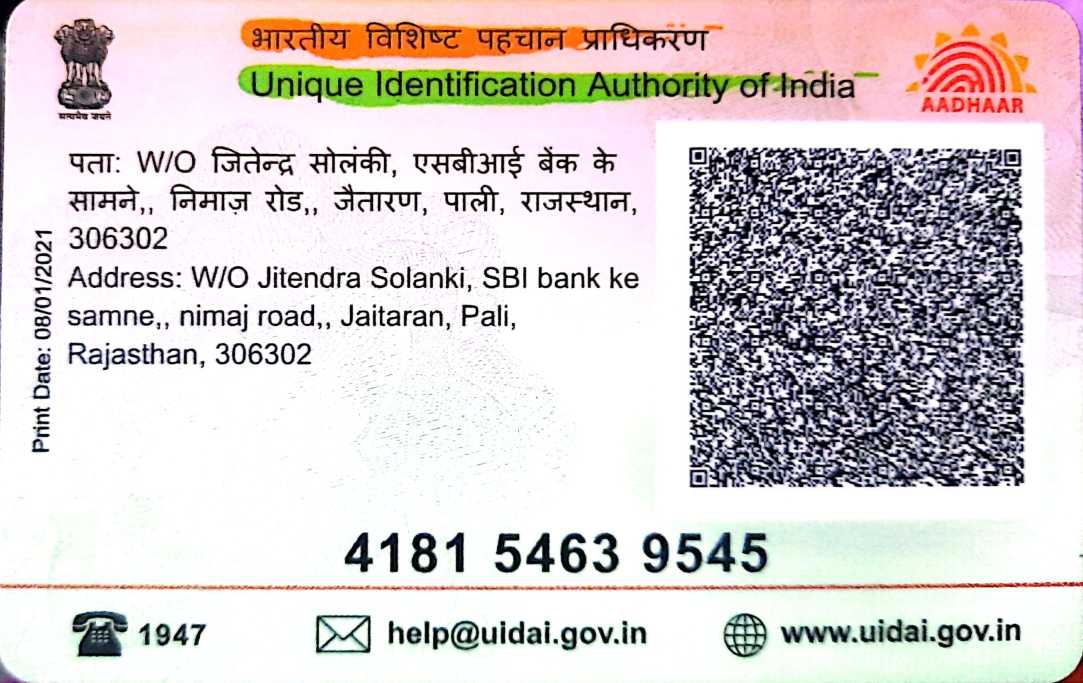 भारतीय विशिष्ट पहचान प्राधिकरण
Unique Identification Authority of India
AADHAAR
सत्यमेव जयते
पता: W/O जितेन्द्र सोलंकी, एसबीआई बेंक के
सामने,, निमाज़ रोड,, जैतारण, पाली, राजस्थान,
306302
Address: W/O Jitendra Solanki, SBI bank ke
samne,, nimaj road,, Jaitaran, Pali,
Rajasthan, 306302
Print Date: 08/01/2021
4181 5463 9545
1947
help@uidai.gov.in
www.uidai.gov.in